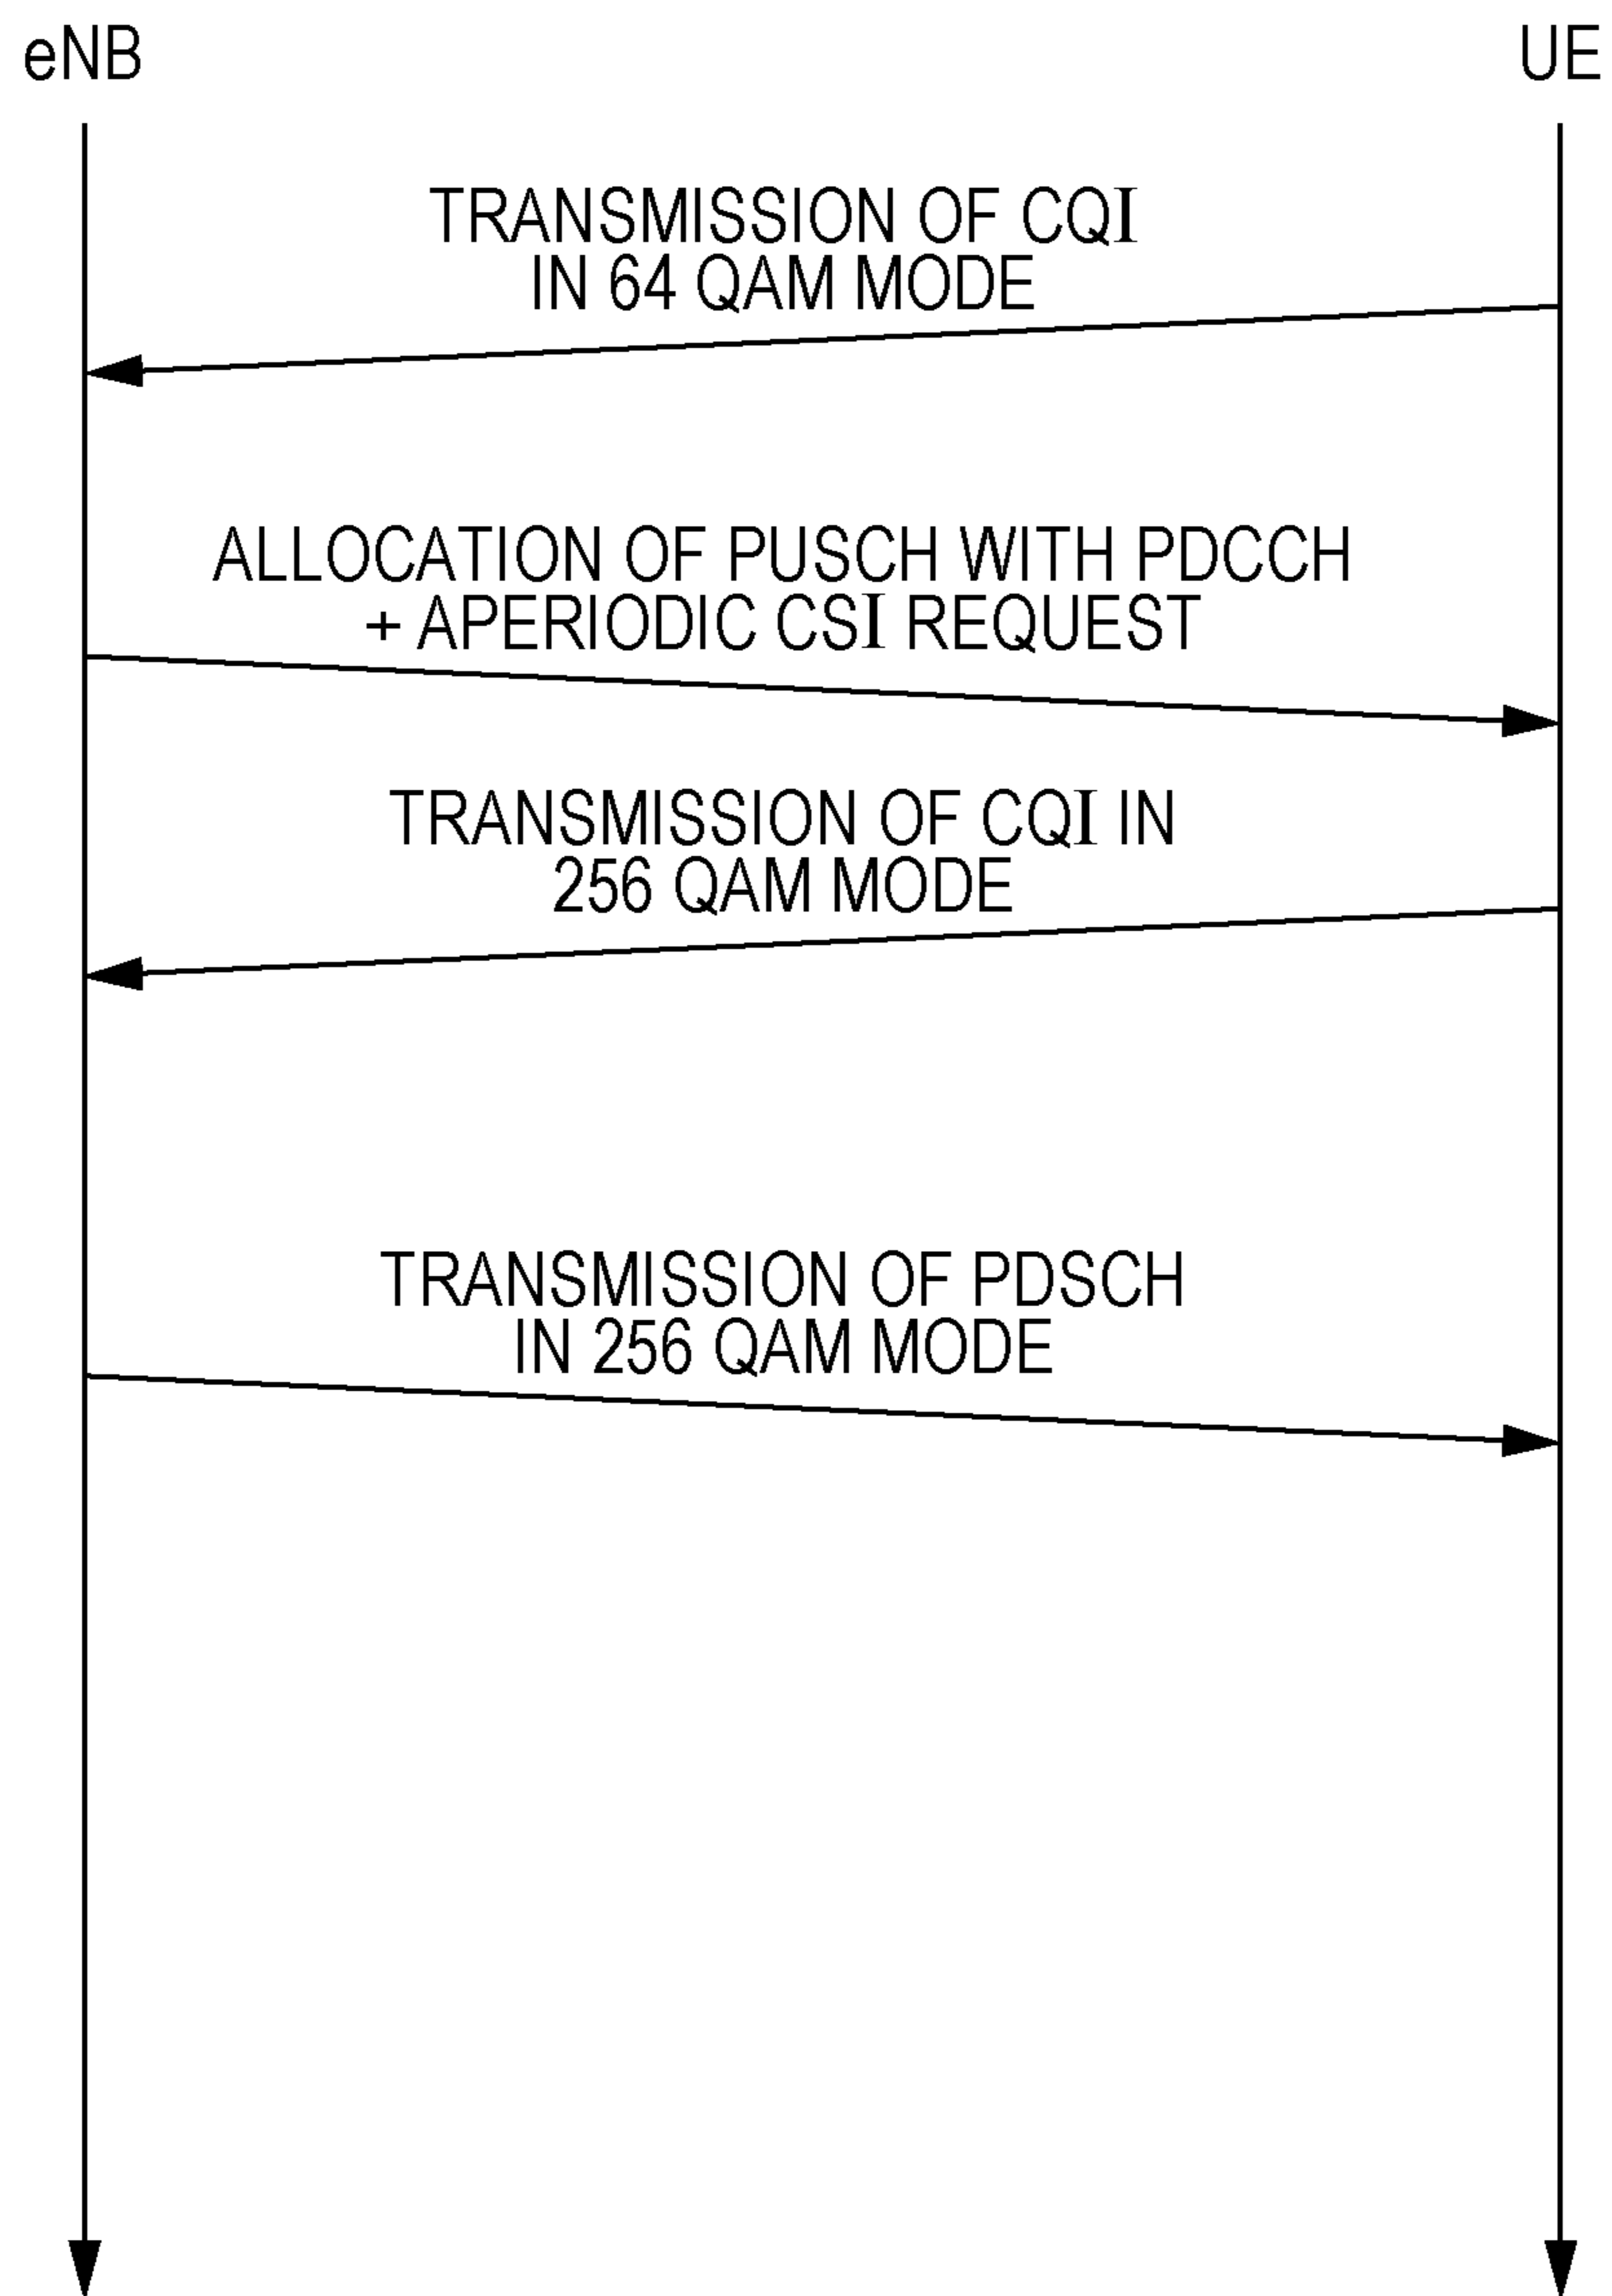 eNB
UE
TRANSMISSION OF CQI
IN 64 QAM MODE
ALLOCATION OF PUSCH WITH PDCCH
+ APERIODIC CSI REQUEST
TRANSMISSION OF CQI IN
256 QAM MODE
TRANSMISSION OF PDSCH
IN 256 QAM MODE